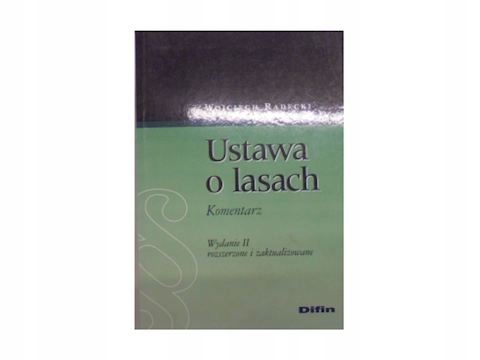 Wojciech Radecki
Ustawa
o lasach
Komentarz
Wydanie II
rozszerzone i zaktualizowane
Difin